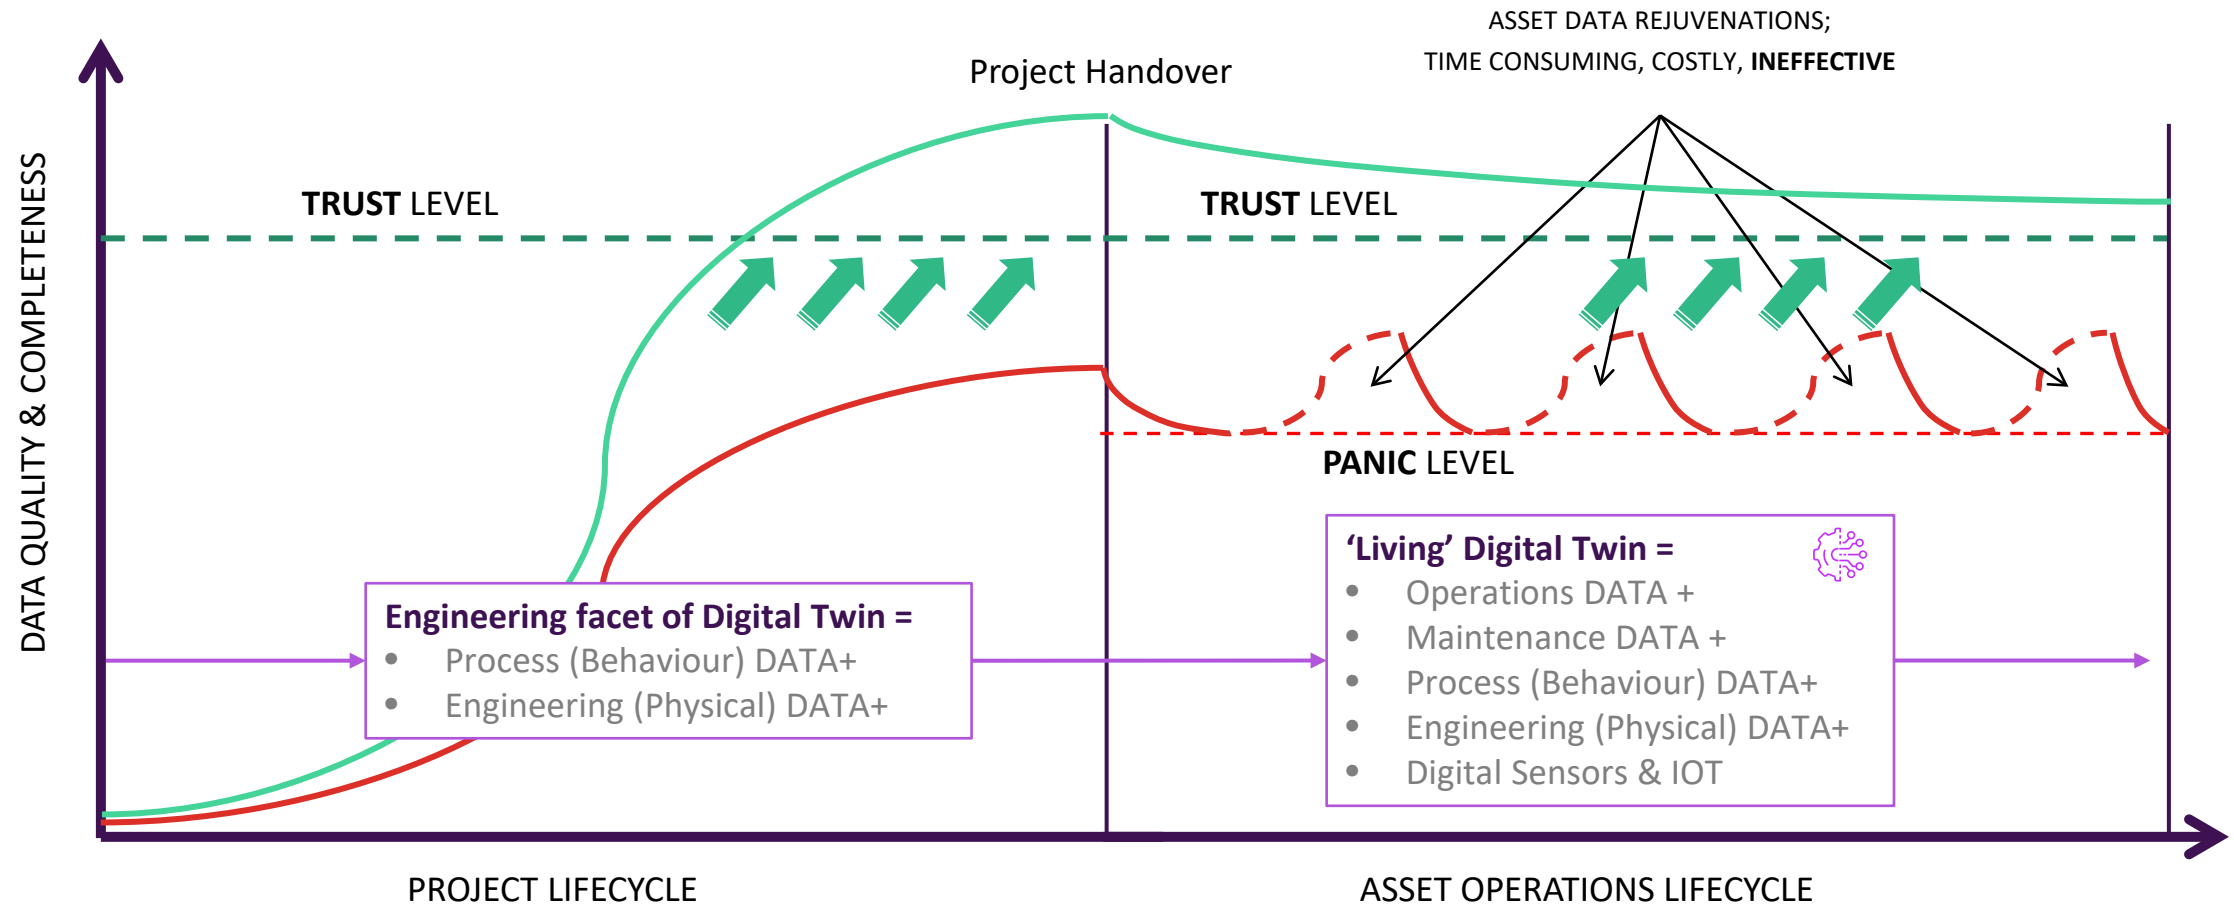 ASSET DATA REJUVENATIONS;
TIME CONSUMING, COSTLY, INEFFECTIVE
Project Handover
DATA QUALITY & COMPLETENESS
TRUST LEVEL
TRUST LEVEL
PANIC LEVEL
Engineering facet of Digital Twin =
• Process (Behaviour) DATA+
• Engineering (Physical) DATA+
‘Living’ Digital Twin =
• Operations DATA +
• Maintenance DATA +
• Process (Behaviour) DATA+
• Engineering (Physical) DATA+
• Digital Sensors & IOT
PROJECT LIFECYCLE
ASSET OPERATIONS LIFECYCLE